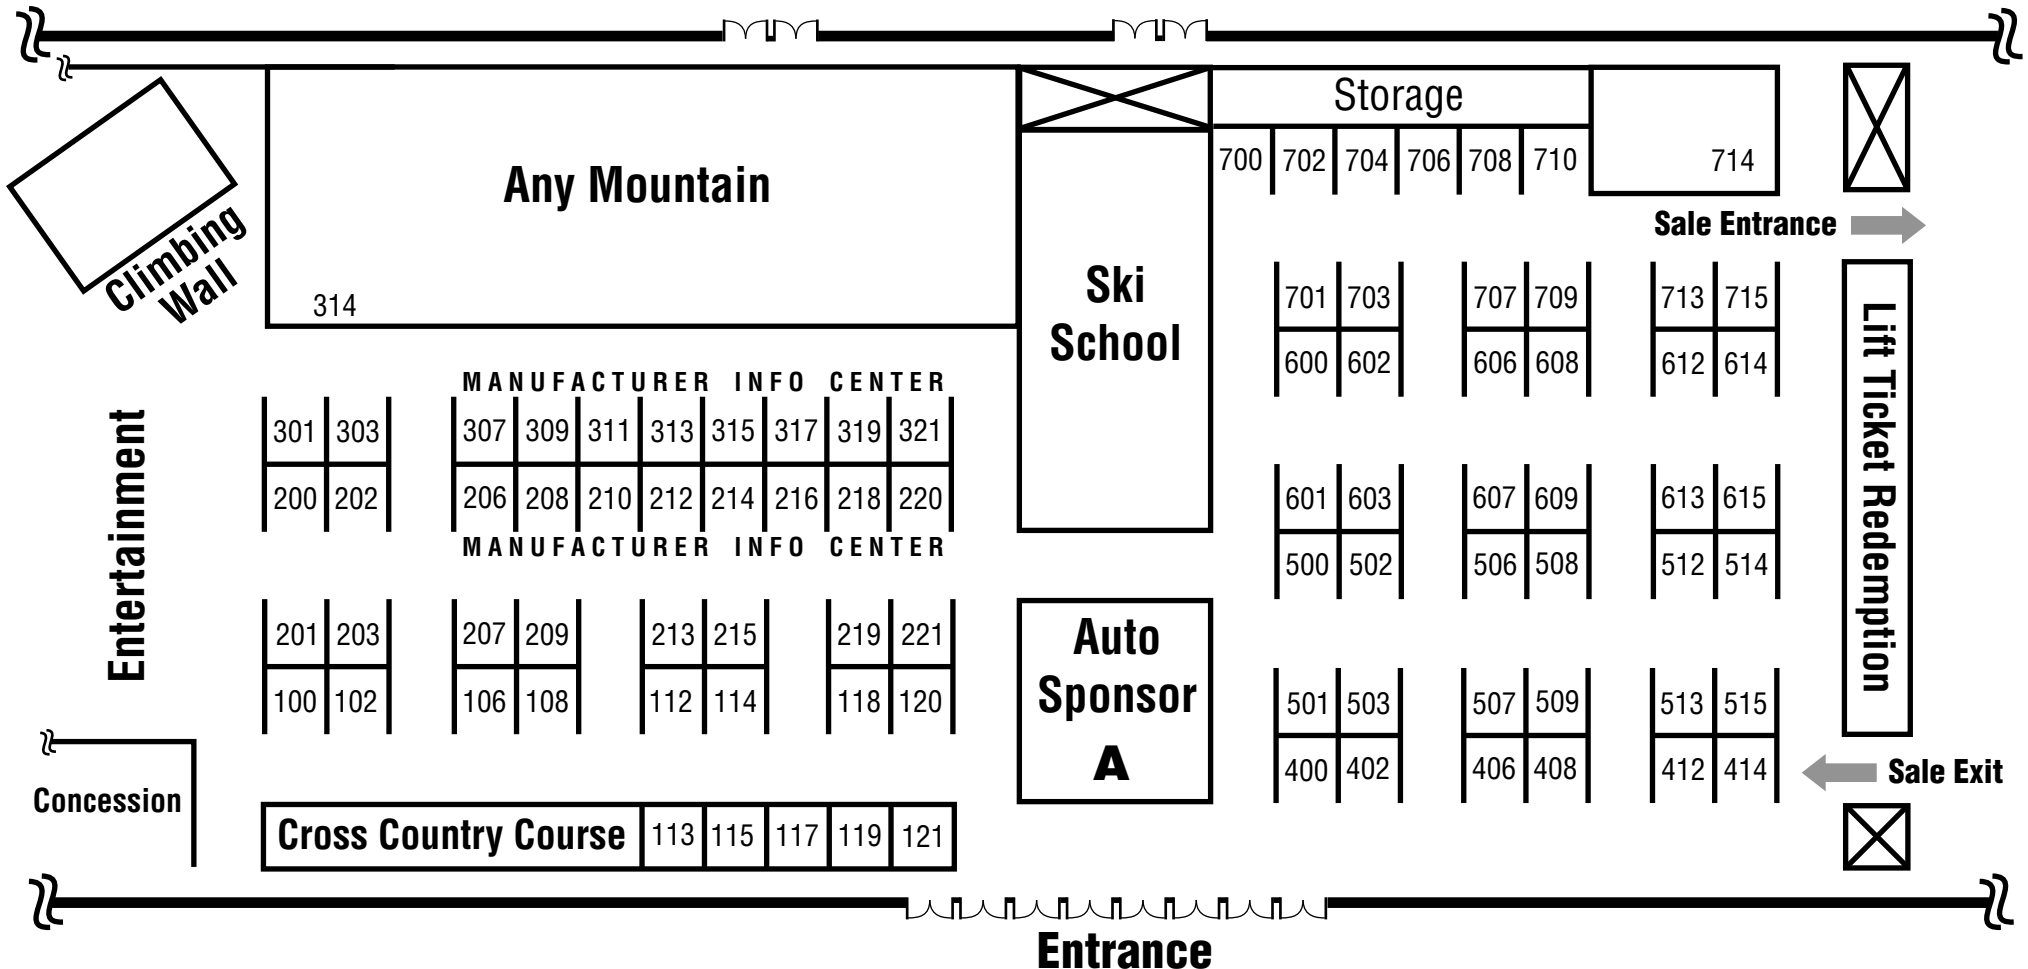 Storage
700 702 704 706 708 710 714
Any Mountain
314
Climbing
Wall
Ski
School
Sale Entrance
701 703 707 709 713 715
600 602 606 608 612 614
MANUFACTURER INFO CENTER
301 303 307 309 311 313 315 317 319 321
200 202 206 208 210 212 214 216 218 220
MANUFACTURER INFO CENTER
Entertainment
601 603 607 609 613 615
500 502 506 508 512 514
Lift Ticket Redemption
201 203 207 209 213 215 219 221
100 102 106 108 112 114 118 120
Auto
Sponsor
A
501 503 507 509 513 515
400 402 406 408 412 414
Sale Exit
Concession
Cross Country Course 113 115 117 119 121
Entrance